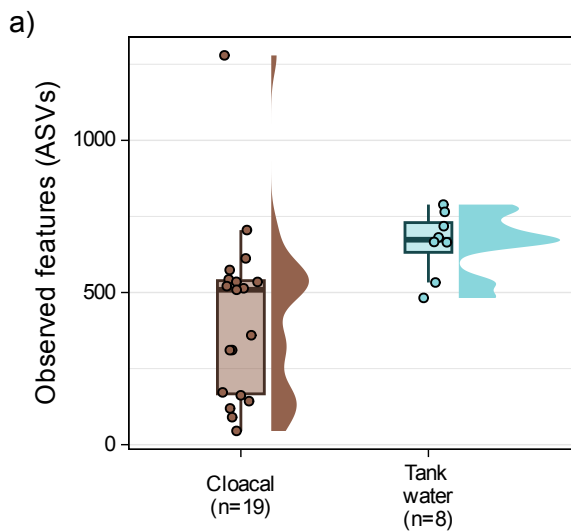 a)
Observed features (ASVs)
1000
500
0
Cloacal
(n=19)
Tank
water
(n=8)